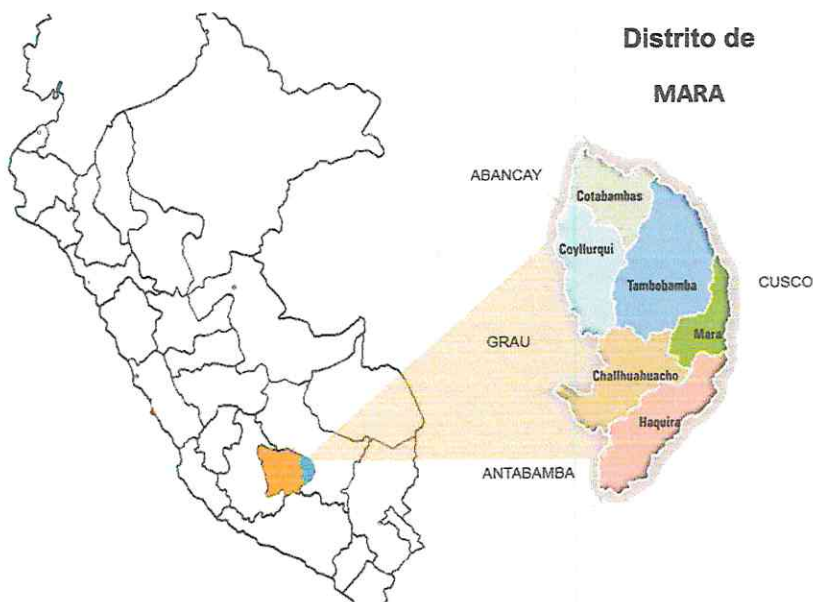 Distrito de
MARA
ABANCAY
Cotabambas
Coyllurqui
Tambobamba
CUSCO
GRAU
Mara
Challhuahuacho
Haquira
ANTABAMBA